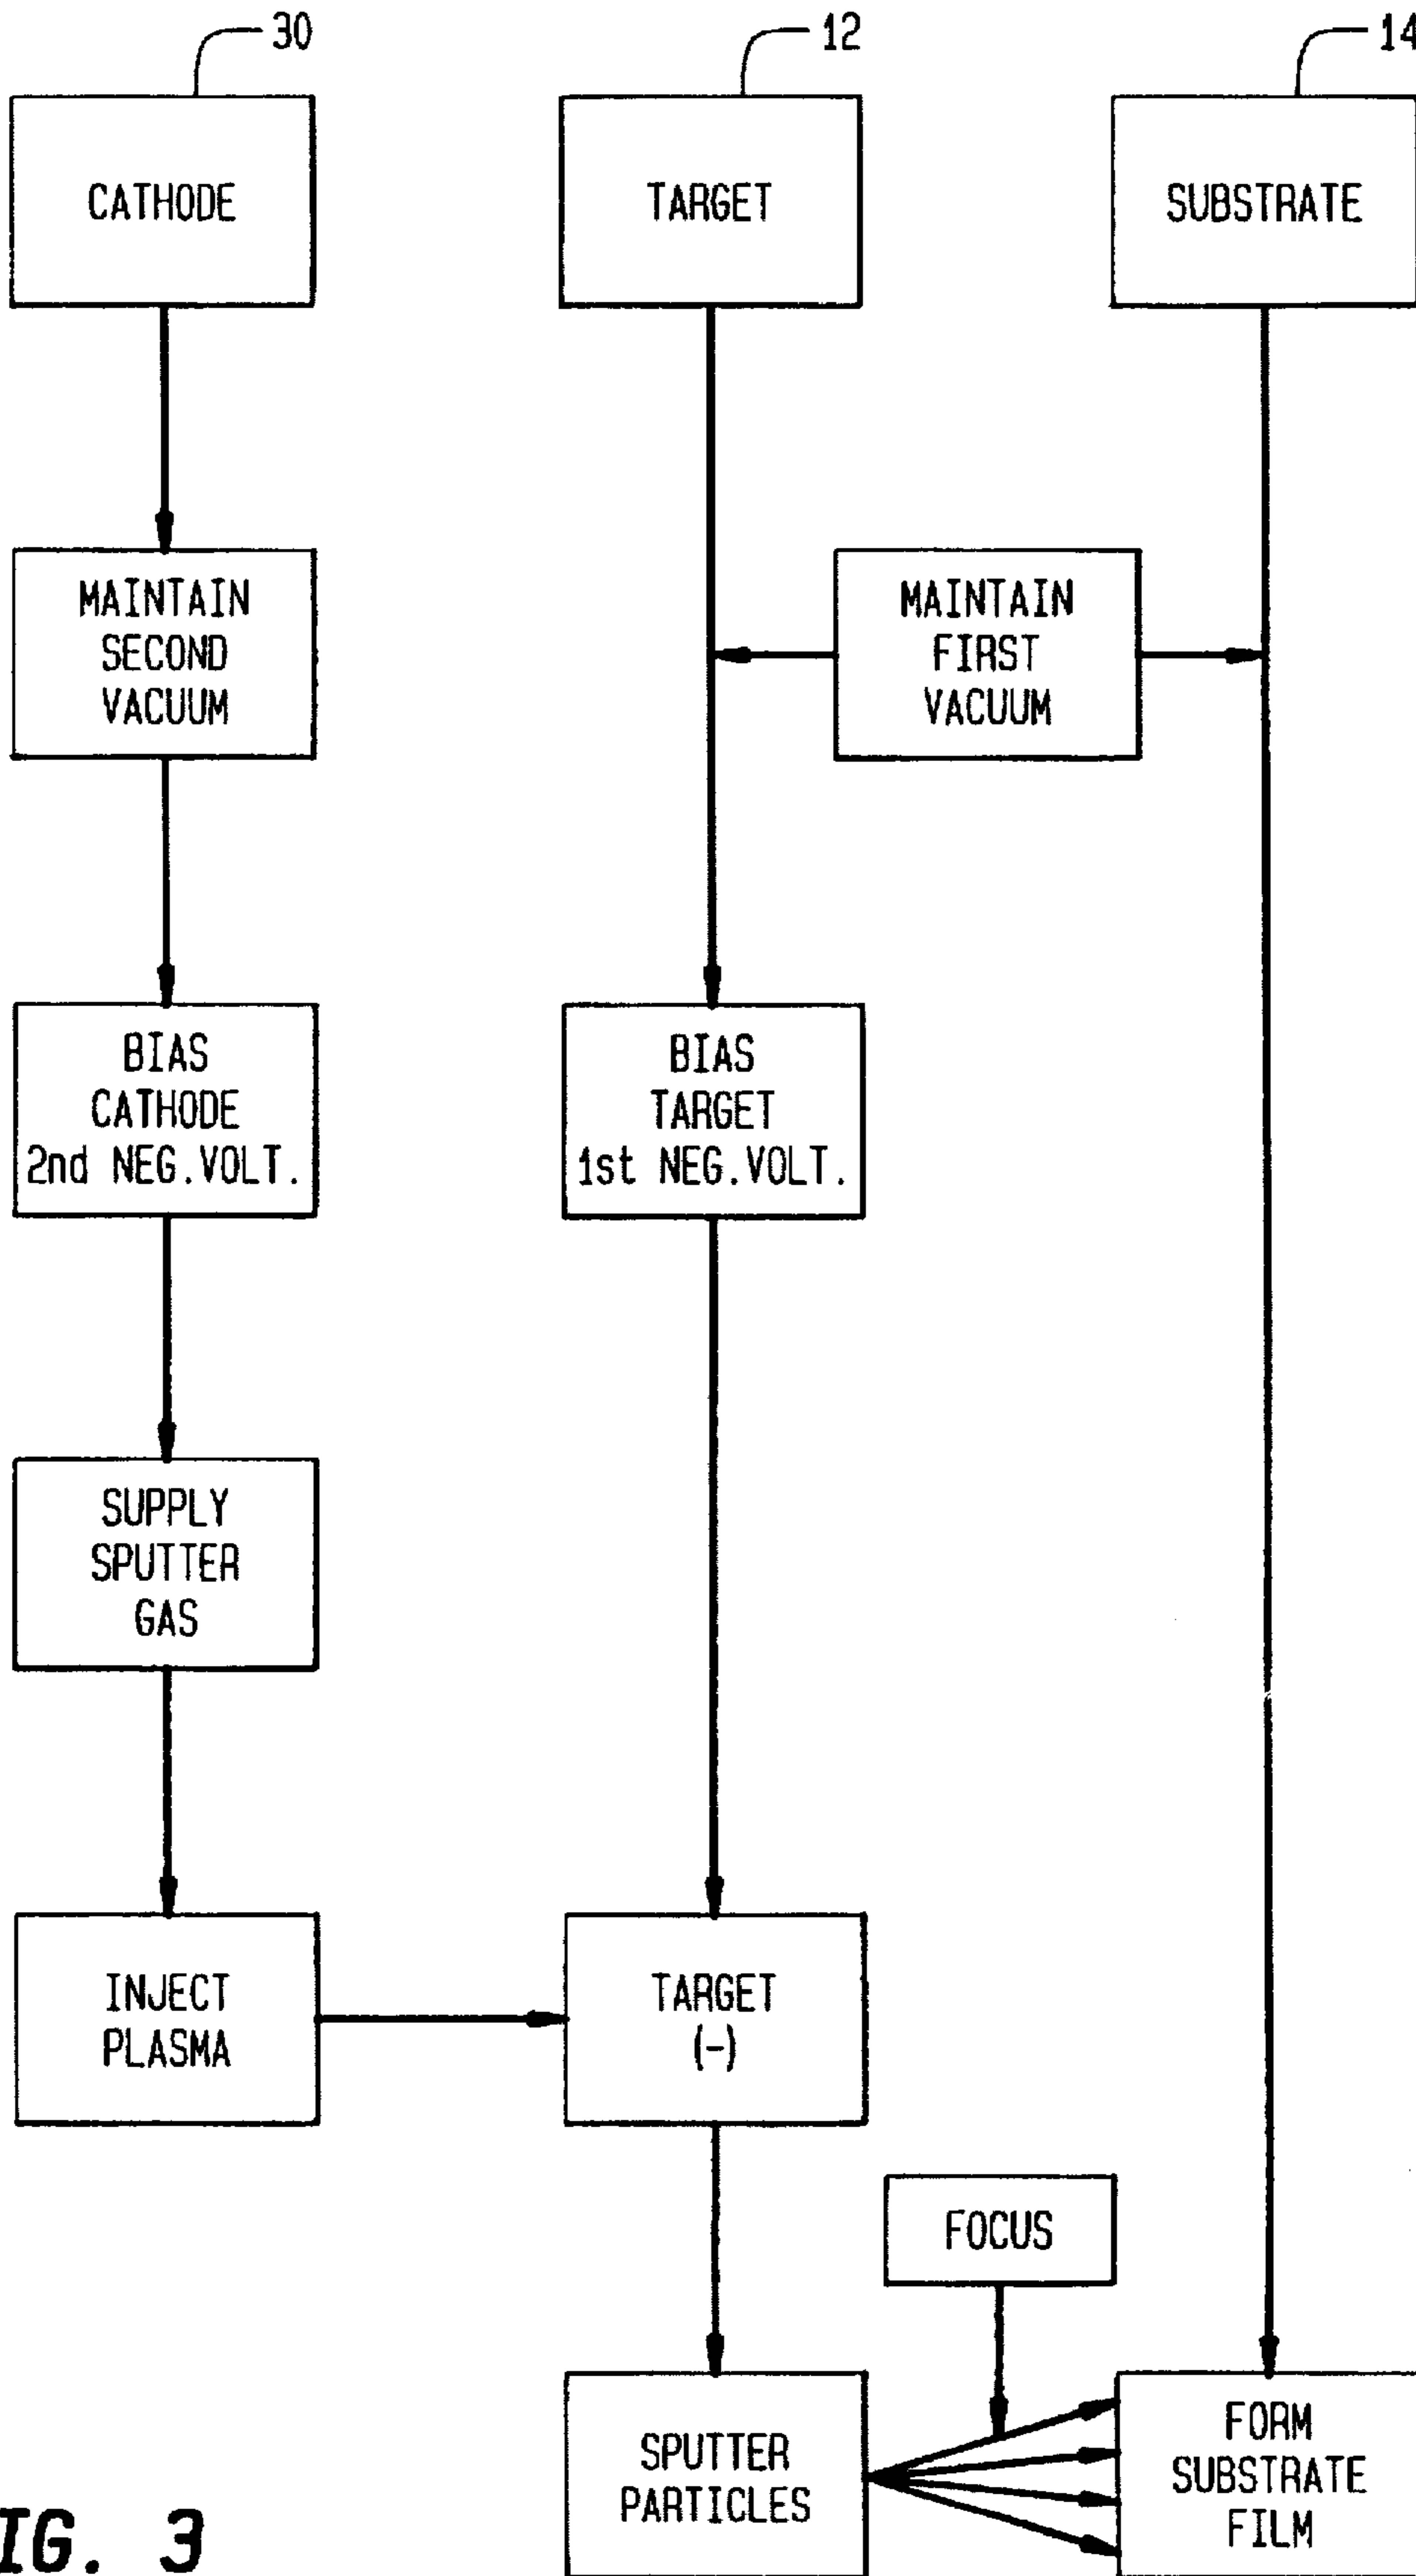 30
12
14
CATHODE
TARGET
SUBSTRATE
MAINTAIN
SECOND
VACUUM
MAINTAIN
FIRST
VACUUM
BIAS
CATHODE
2nd NEG.VOLT.
BIAS
TARGET
1st NEG.VOLT.
SUPPLY
SPUTTER
GAS
INJECT
PLASMA
TARGET
(-)
FOCUS
SPUTTER
PARTICLES
FORM
SUBSTRATE
FILM
IG. 3